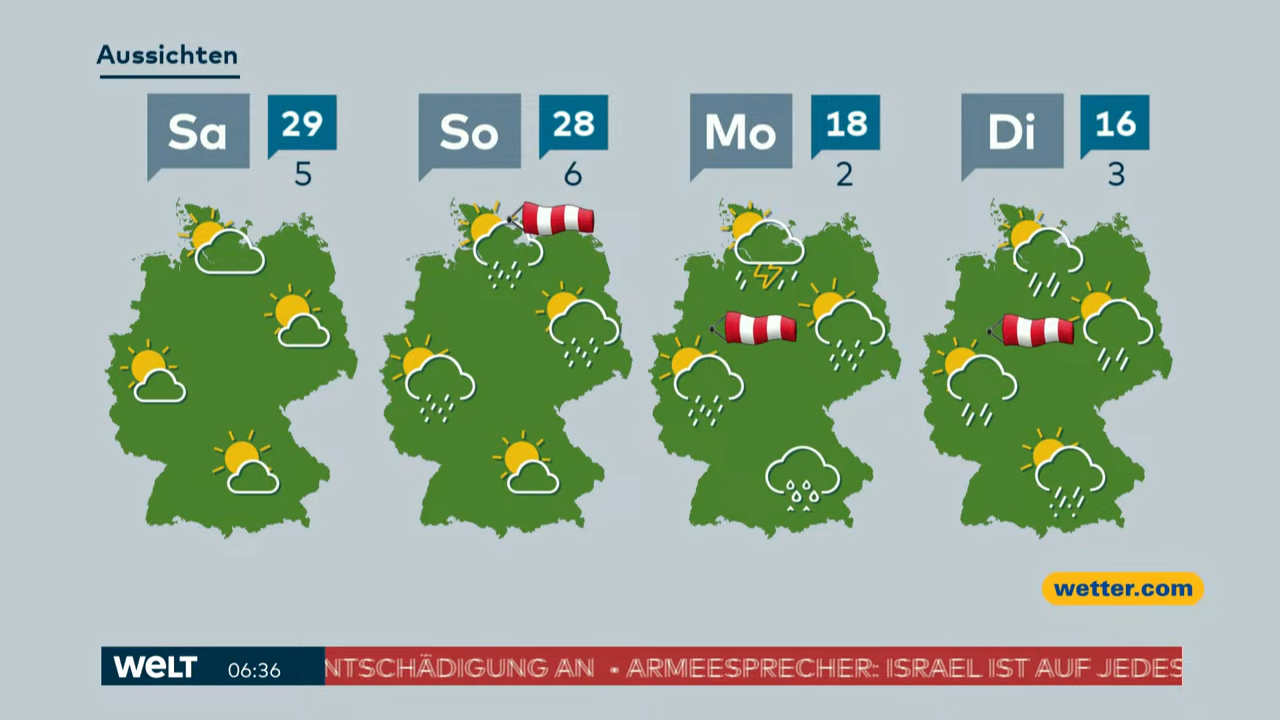 Aussichten
Sa 29 So 28 Mo 18 Di 16
5 6 2 3
wetter.com
WELT 06:36 NTSCHÄDIGUNG AN • ARMEESPRECHER: ISRAEL IST AUF JEDES